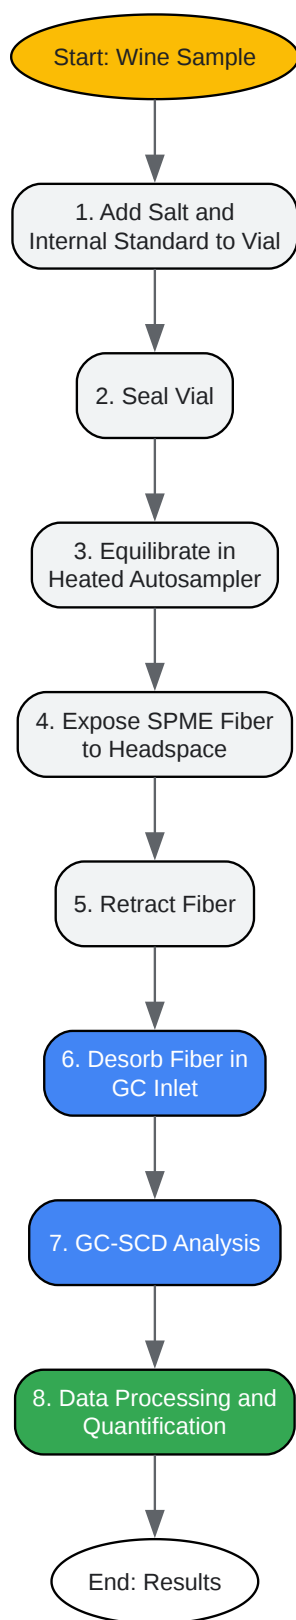 Start: Wine Sample
1. Add Salt and
Internal Standard to Vial
2. Seal Vial
3. Equilibrate in
Heated Autosampler
4. Expose SPME Fiber
to Headspace
5. Retract Fiber
6. Desorb Fiber in
GC Inlet
7. GC-SCD Analysis
8. Data Processing and
Quantification
End: Results